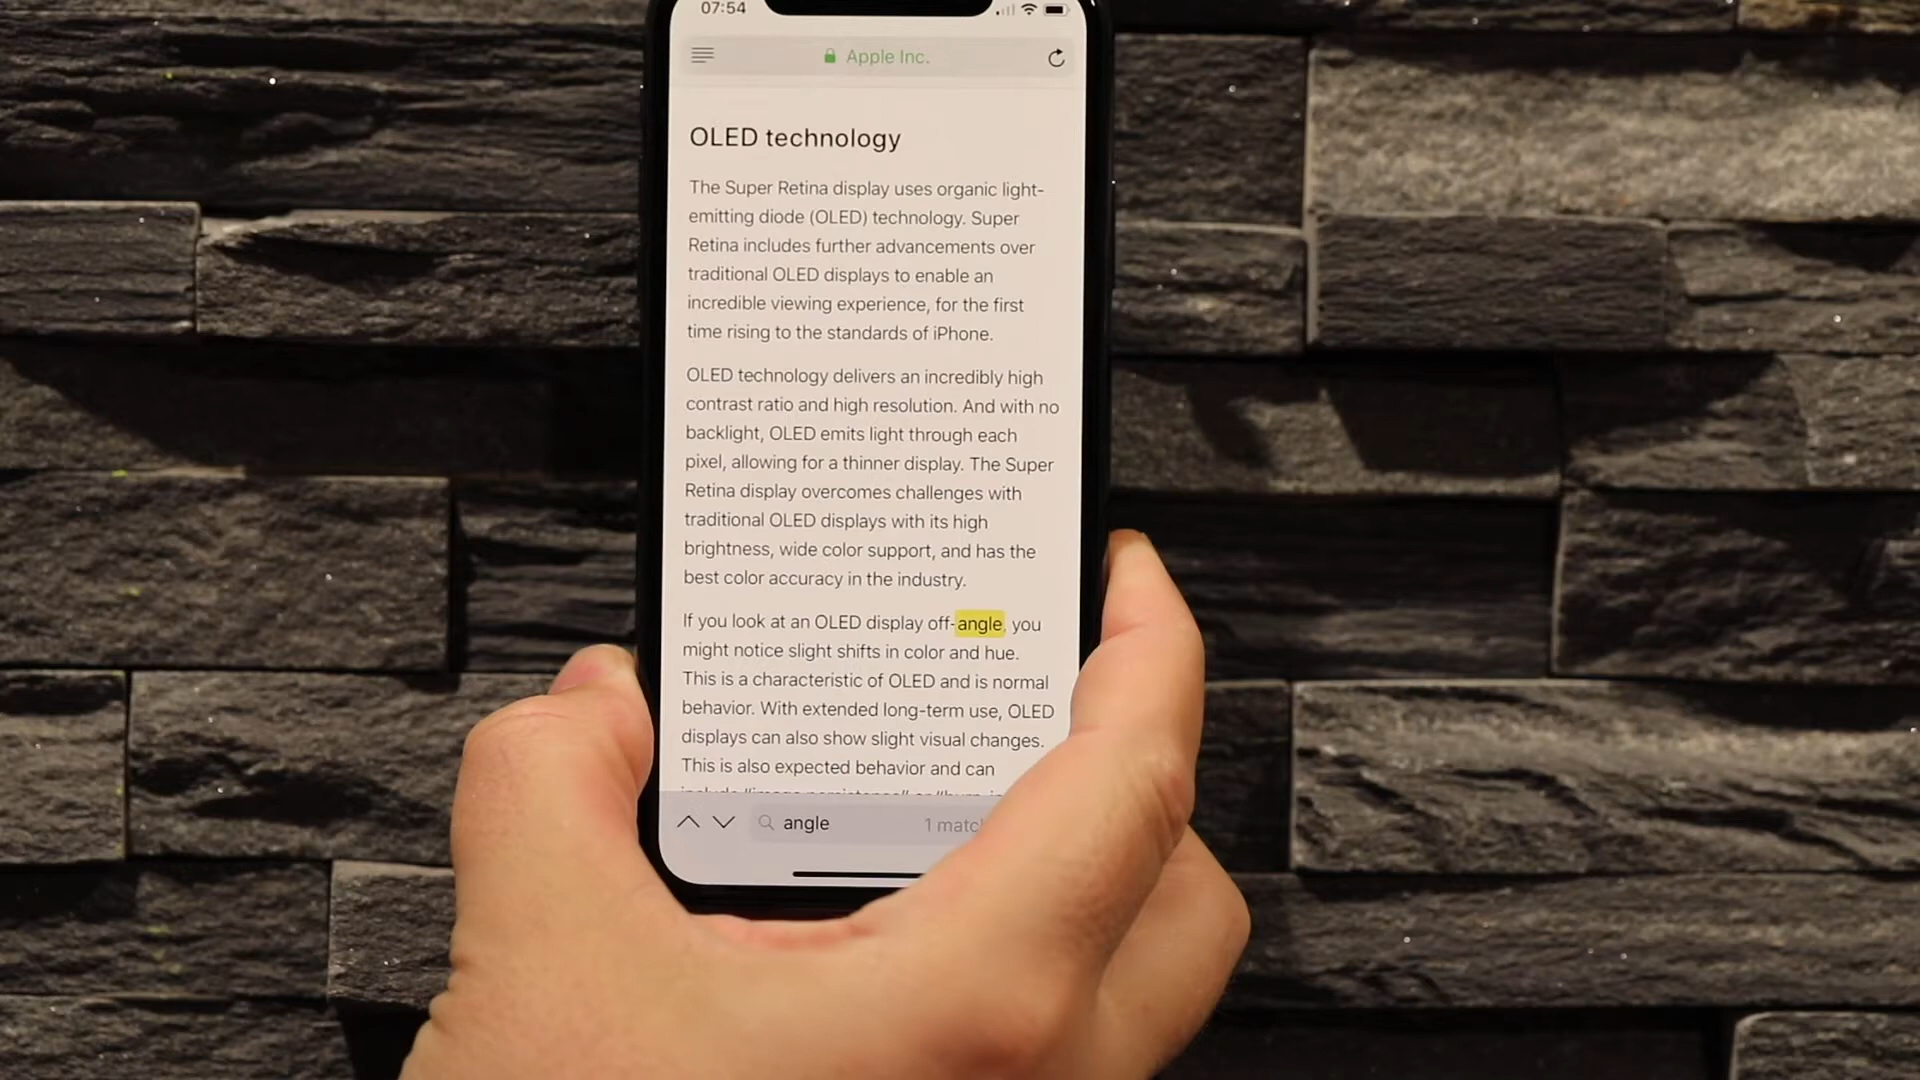 07:54
Apple Inc.
OLED technology
The Super Retina display uses organic light-
emitting diode (OLED) technology. Super
Retina includes further advancements over
traditional OLED displays to enable an
incredible viewing experience, for the first
time rising to the standards of iPhone.
OLED technology delivers an incredibly high
contrast ratio and high resolution. And with no
backlight, OLED emits light through each
pixel, allowing for a thinner display. The Super
Retina display overcomes challenges with
traditional OLED displays with its high
brightness, wide color support, and has the
best color accuracy in the industry.
If you look at an OLED display off-angle, you
might notice slight shifts in color and hue.
This is a characteristic of OLED and is normal
behavior. With extended long-term use, OLED
displays can also show slight visual changes.
This is also expected behavior and can
angle
1